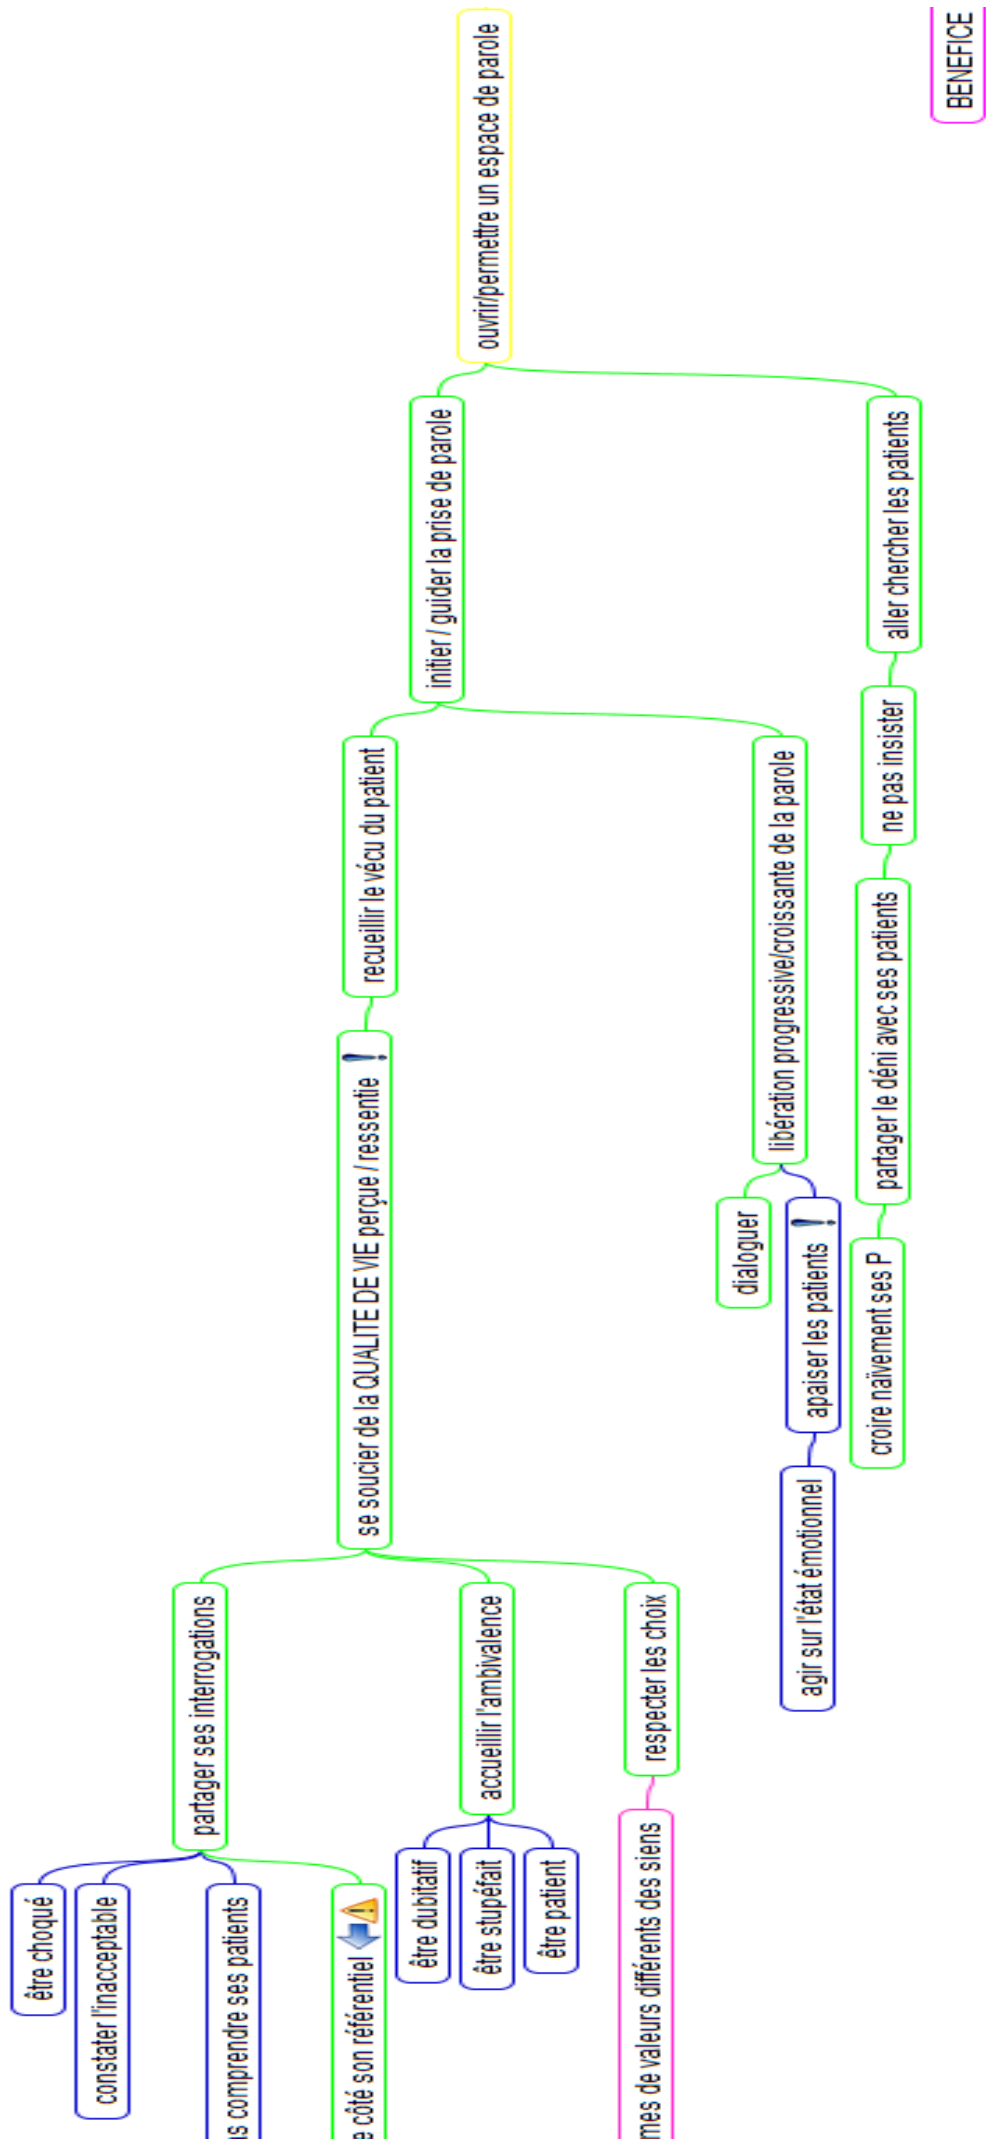 BENEFICE
ouvrir/permettre un espace de parole
initier / guider la prise de parole
aller chercher les patients
recueillir le vécu du patient
libération progressive/croissante de la parole
ne pas insister
partager le déni avec ses patients
se soucier de la QUALITE DE VIE perçue / ressentie
dialoguer
apaiser les patients
croire naïvement ses P
agir sur l'état émotionnel
partager ses interrogations
accueillir l'ambivalence
respecter les choix
être choqué
constater l'inacceptable
comprendre ses patients
côté son référentiel
être dubitatif
être stupéfait
être patient
de valeurs différents des siens